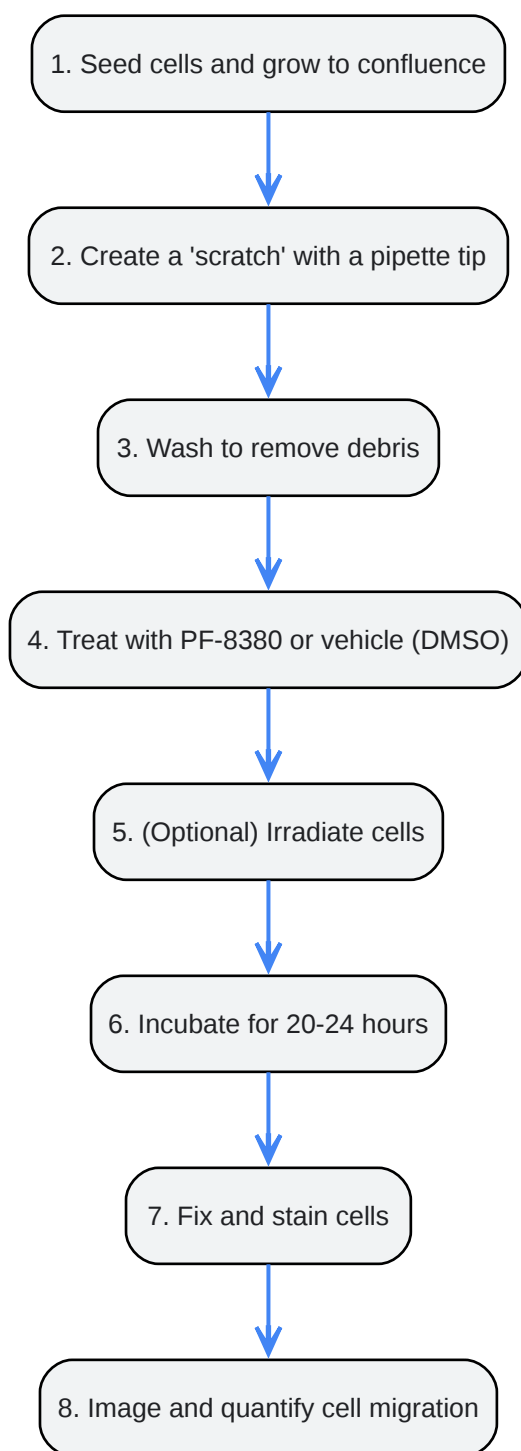 1. Seed cells and grow to confluence
2. Create a 'scratch' with a pipette tip
3. Wash to remove debris
4. Treat with PF-8380 or vehicle (DMSO)
5. (Optional) Irradiate cells
6. Incubate for 20-24 hours
7. Fix and stain cells
8. Image and quantify cell migration